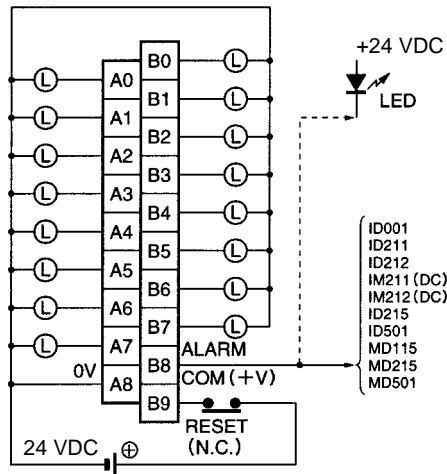 +24 VDC
LED
L B0 L
L A0
B1 L
L A1
B2 L
L A2
B3 L
L A3
B4 L
L A4
B5 L
L A5
B6 L
L A6
B7 L
L A7
ALARM
B8
0V
A8
COM (+V)
B9
RESET
(N.C.)
24 VDC ⊕
ID001
ID211
ID212
IM211 (DC)
IM212 (DC)
ID215
ID501
MD115
MD215
MD501